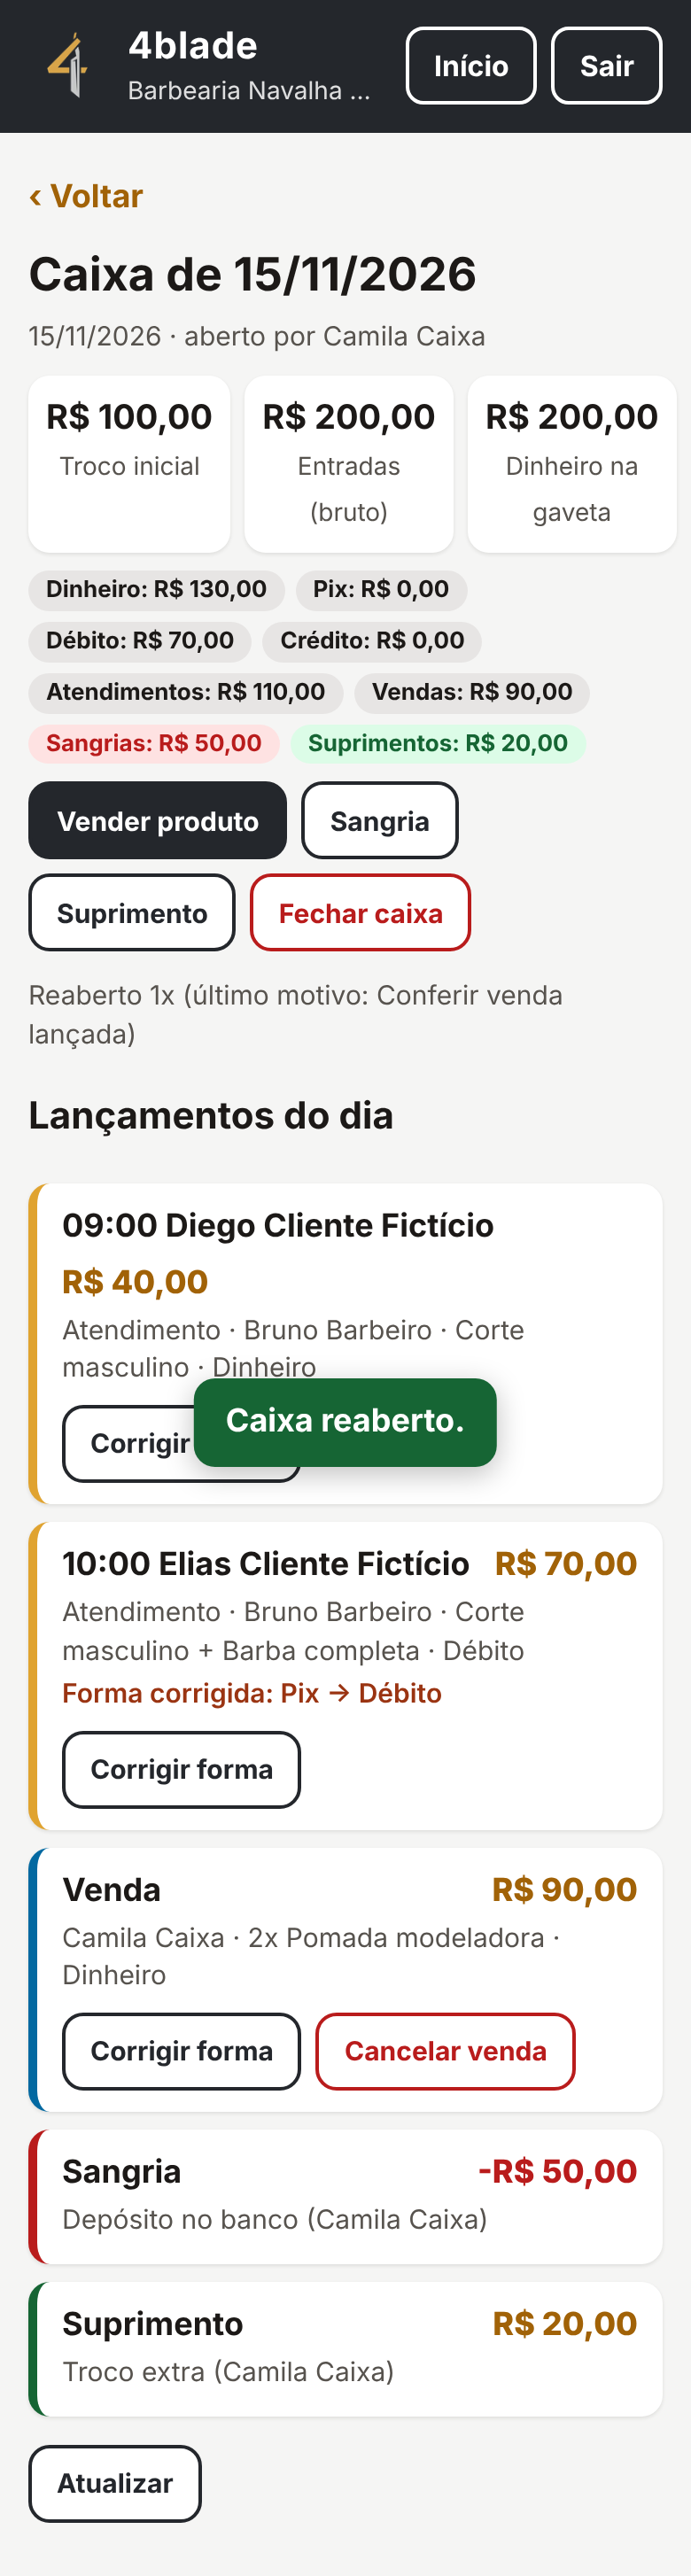 4blade
Barbearia Navalha ...
Início
Sair
‹ Voltar
Caixa de 15/11/2026
15/11/2026 · aberto por Camila Caixa
R$ 100,00
Troco inicial
R$ 200,00
Entradas
(bruto)
R$ 200,00
Dinheiro na
gaveta
Dinheiro: R$ 130,00
Pix: R$ 0,00
Débito: R$ 70,00
Crédito: R$ 0,00
Atendimentos: R$ 110,00
Vendas: R$ 90,00
Sangrias: R$ 50,00
Suprimentos: R$ 20,00
Vender produto
Sangria
Suprimento
Fechar caixa
Reaberto 1x (último motivo: Conferir venda
lançada)
Lançamentos do dia
09:00 Diego Cliente Fictício
R$ 40,00
Atendimento · Bruno Barbeiro · Corte
masculino · Dinheiro
Corrigir
Caixa reaberto.
10:00 Elias Cliente Fictício
R$ 70,00
Atendimento · Bruno Barbeiro · Corte
masculino + Barba completa · Débito
Forma corrigida: Pix → Débito
Corrigir forma
Venda
R$ 90,00
Camila Caixa · 2x Pomada modeladora ·
Dinheiro
Corrigir forma
Cancelar venda
Sangria
-R$ 50,00
Depósito no banco (Camila Caixa)
Suprimento
R$ 20,00
Troco extra (Camila Caixa)
Atualizar